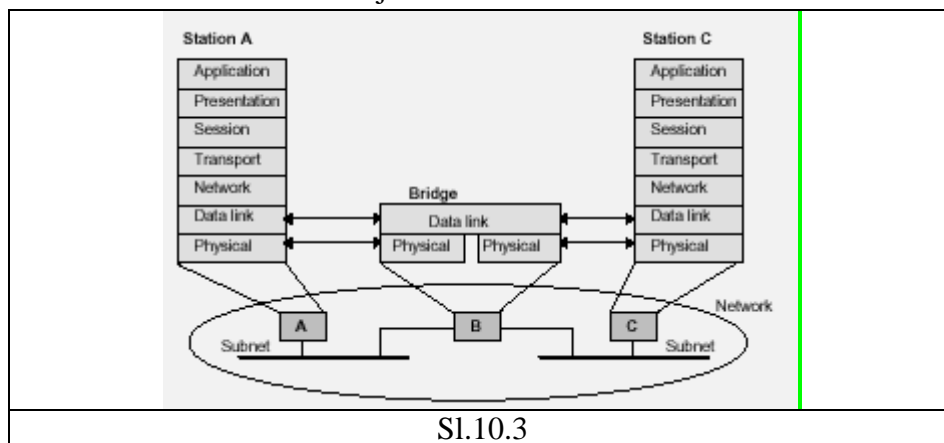 Station A
Station C
Application
Presentation
Session
Transport
Network
Data link
Physical
Bridge
Data link
Physical
Physical
Application
Presentation
Session
Transport
Network
Data link
Physical
Network
A
B
C
Subnet
Subnet
Sl.10.3